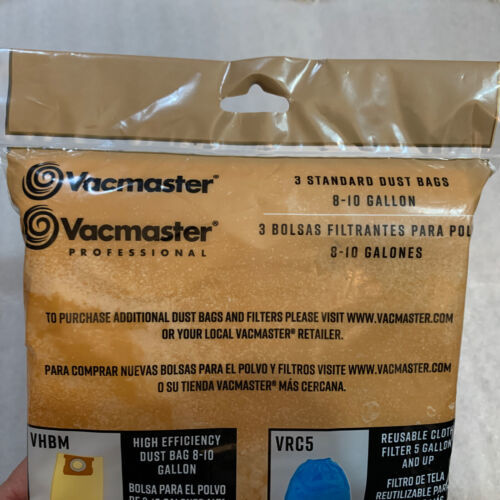 Vacmaster®
Vacmaster®
PROFESSIONAL
3 STANDARD DUST BAGS
8-10 GALLON
3 BOLSAS FILTRANTES PARA POL
8-10 GALONES
TO PURCHASE ADDITIONAL DUST BAGS AND FILTERS PLEASE VISIT WWW.VACMASTER.COM
OR YOUR LOCAL VACMASTER® RETAILER.
PARA COMPRAR NUEVAS BOLSAS PARA EL POLVO Y FILTROS VISITE WWW.VACMASTER.COM
O SU TIENDA VACMASTER® MÁS CERCANA.
VHBM
HIGH EFFICIENCY
DUST BAG 8-10
GALLON
BOLSA PARA EL POLVO
VRC5
REUSABLE CLOTH
FILTER 5 GALLON
AND UP
FILTRO DE TELA
REUTILIZABLE PARA